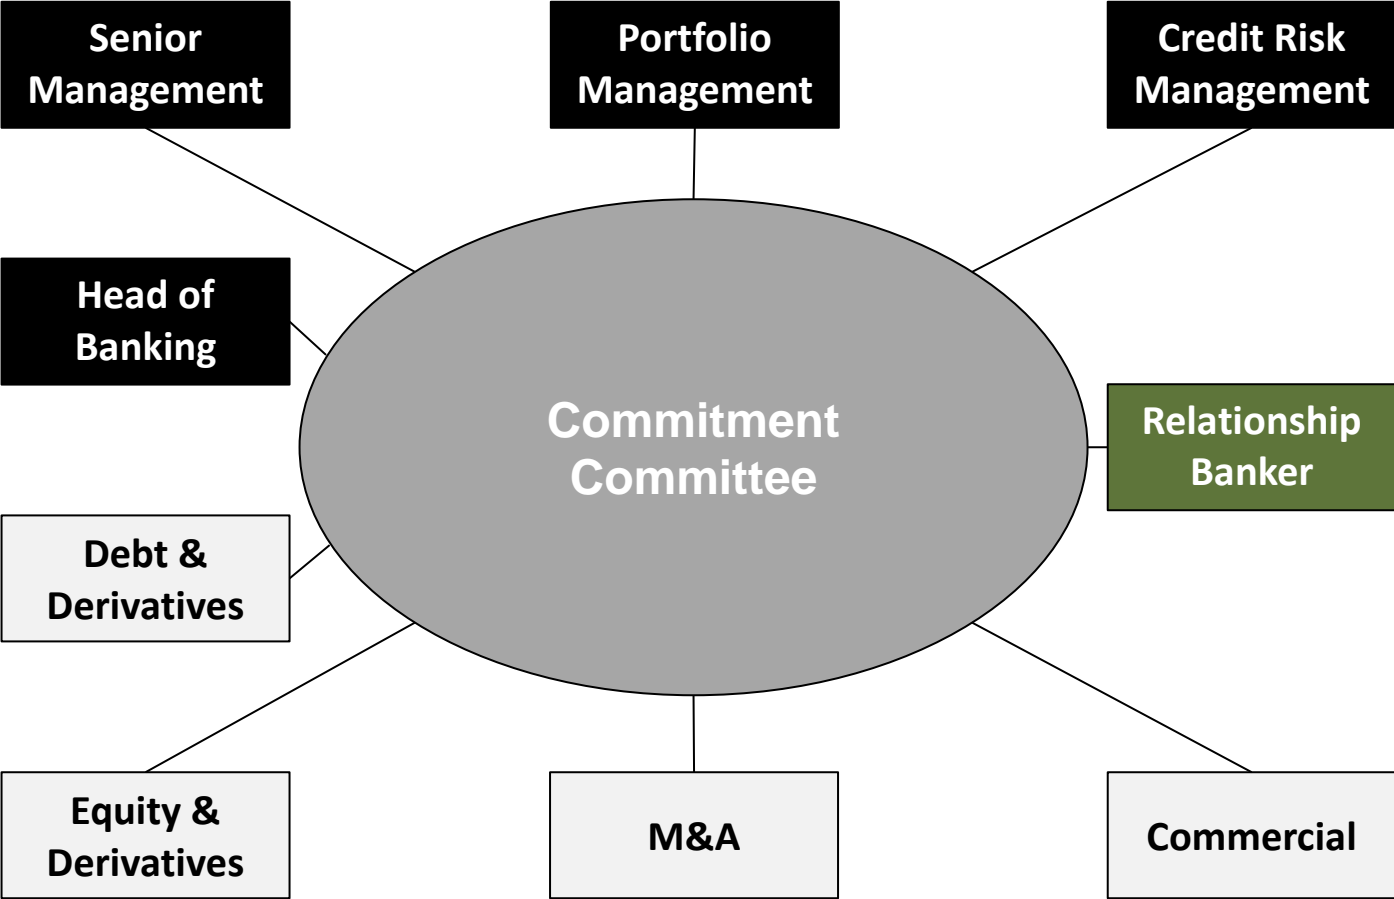 Senior
Management
Portfolio
Management
Credit Risk
Management
Head of
Banking
Commitment
Committee
Relationship
Banker
Debt &
Derivatives
Equity &
Derivatives
M&A
Commercial